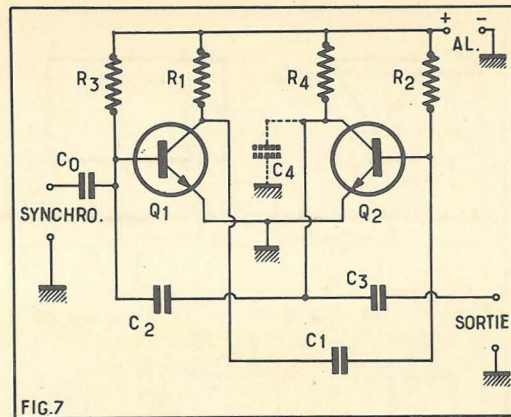 + -
AL.
R3
R1
R4
R2
C0
C4
SYNCHRO.
Q1
Q2
C2
C3
C1
SORTIE
FIG.7